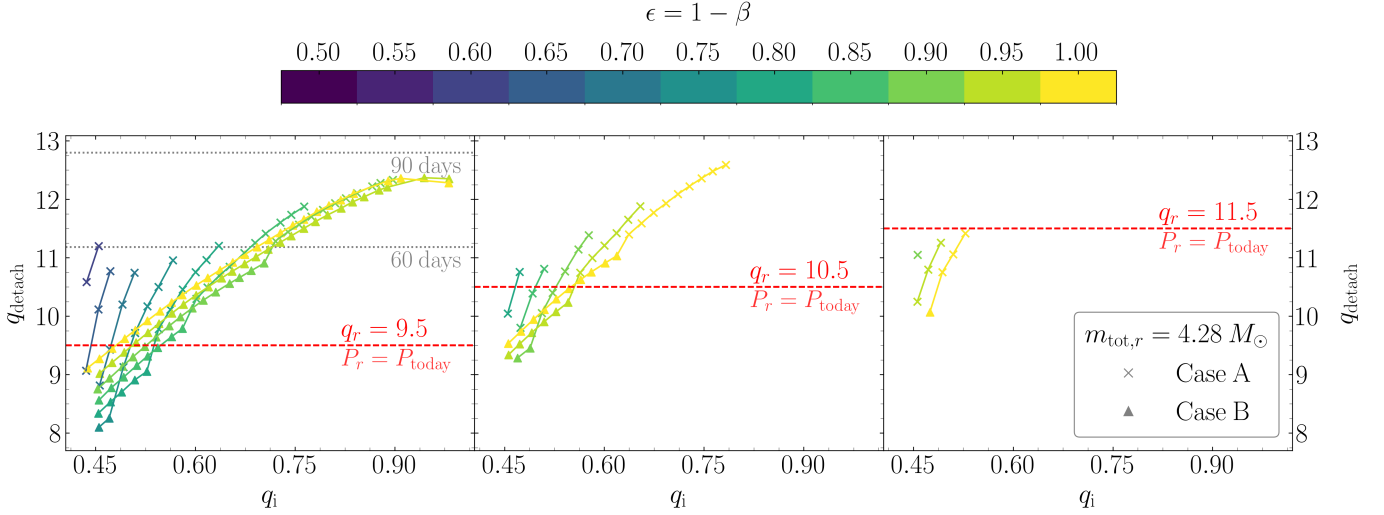 ϵ = 1 − β
0.50 0.55 0.60 0.65 0.70 0.75 0.80 0.85 0.90 0.95 1.00
13
12
11
10
9
8
q_detach
90 days
60 days
q_r = 9.5
P_r = P_today
q_r = 10.5
P_r = P_today
q_r = 11.5
P_r = P_today
m_tot,r = 4.28 M_⊙
Case A
Case B
13
12
11
10
9
8
q_detach
0.45 0.60 0.75 0.90
0.45 0.60 0.75 0.90
0.45 0.60 0.75 0.90
q_i
q_i
q_i